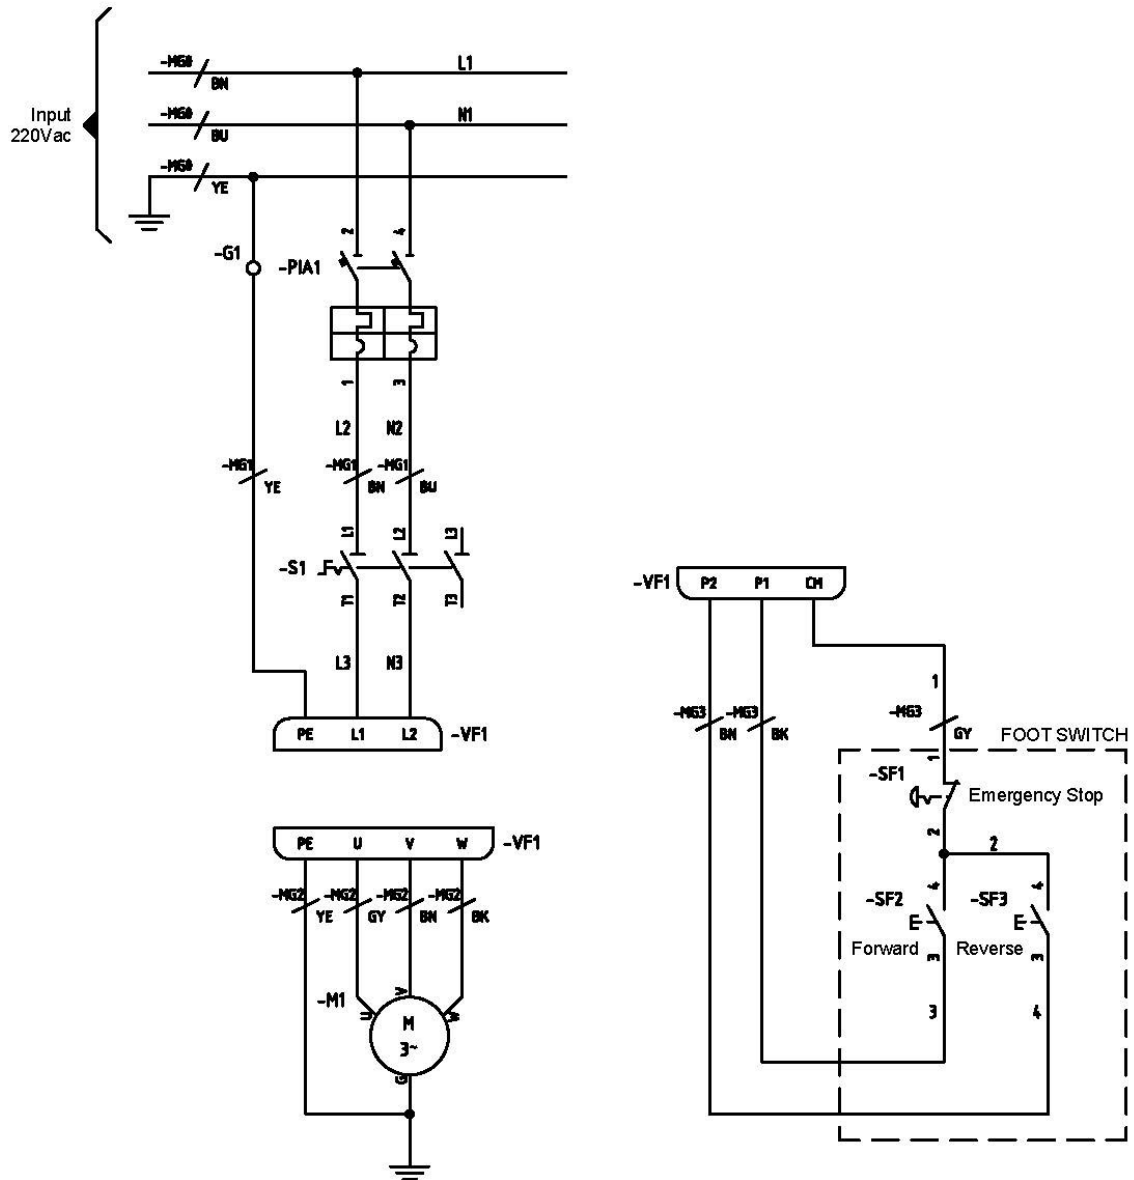 -MG0
L1
BN
Input
220Vac
-MG0
N1
BU
-MG0
YE
2
4
-G1
-PIA1
1
3
L2
N2
-MG1
-MG1
-MG1
YE
BN
BU
L1
L2
L3
-S1
T1
T2
T3
L3
N3
PE
L1
L2
-VF1
-VF1
P2
P1
CM
1
-MG3
-MG3
-MG3
BN
BK
GY
FOOT SWITCH
1
-SF1
Emergency Stop
2
2
4
4
-SF2
-SF3
Forward
Reverse
3
3
3
4
PE
U
V
W
-VF1
-MG2
-MG2
-MG2
-MG2
YE
GY
BN
BK
-M1
U
V
W
M
3~
G